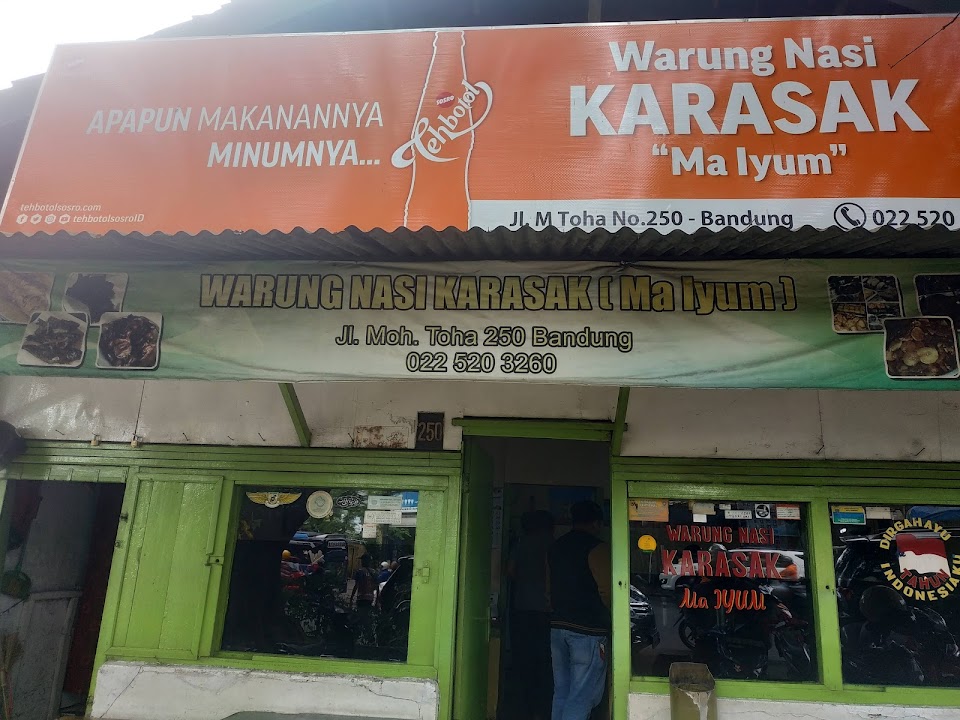 APAPUN MAKANANNYA
MINUMNYA...
SOSRO
Tehbotol
tehbotolsosro.com
tehbotolsosroID
Warung Nasi
KARASAK
“Ma Iyum”
Jl. M Toha No.250 - Bandung
022 520
WARUNG NASI KARASAK ( Ma Iyum )
Jl. Moh. Toha 250 Bandung
022 520 3260
250
WARUNG NASI
KARASAK
Ma IYUM
DIRGAHAYU
TAHUN
INDONESIAKU